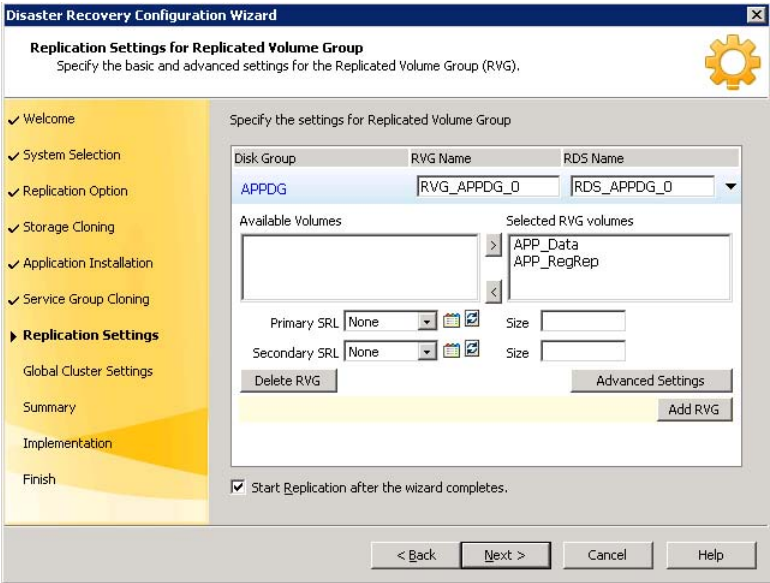 Disaster Recovery Configuration Wizard
Replication Settings for Replicated Volume Group
Specify the basic and advanced settings for the Replicated Volume Group (RVG).
Welcome
System Selection
Replication Option
Storage Cloning
Application Installation
Service Group Cloning
Replication Settings
Global Cluster Settings
Summary
Implementation
Finish
Specify the settings for Replicated Volume Group
Disk Group RVG Name RDS Name
APPDG RVG_APPDG_0 RDS_APPDG_0
Available Volumes Selected RVG volumes
> APP_Data
APP_RegRep
<
Primary SRL None Size
Secondary SRL None Size
Delete RVG Advanced Settings
Add RVG
Start Replication after the wizard completes.
< Back Next > Cancel Help